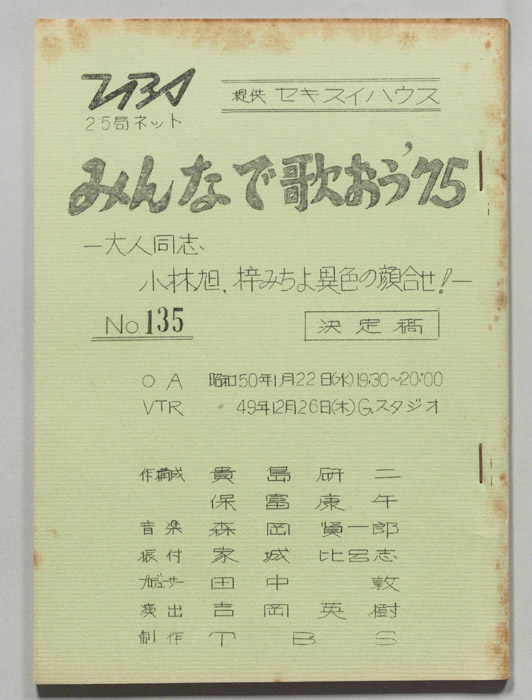 TBS
提供 セキスイハウス
25局ネット
みんなで歌おう'75
―大人同志、
小林旭、梓みちよ異色の顔合せ!―
No 135
決定稿
OA 昭和50年1月22日(水)19:30~20:00
VTR 〃 49年12月26日(木)Gスタジオ
作・構成 貴島研二
保富康午
音楽 森岡賢一郎
振付 家城比呂志
プロデューサー 田中敦
演出 吉岡英樹
制作 TBS